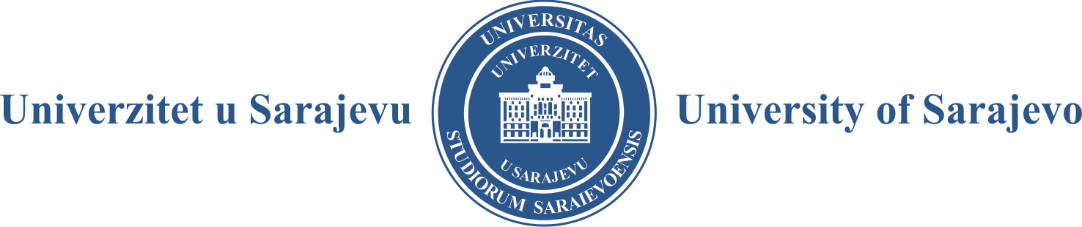 Univerzitet u Sarajevu
UNIVERSITAS
STUDIORUM SARAIEVOENSIS
UNIVERZITET
U SARAJEVU
University of Sarajevo